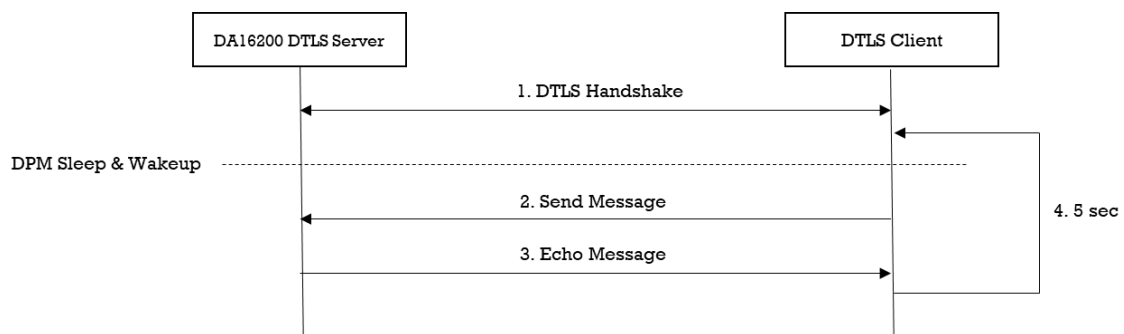 DA16200 DTLS Server
DTLS Client
1. DTLS Handshake
DPM Sleep & Wakeup
2. Send Message
4. 5 sec
3. Echo Message